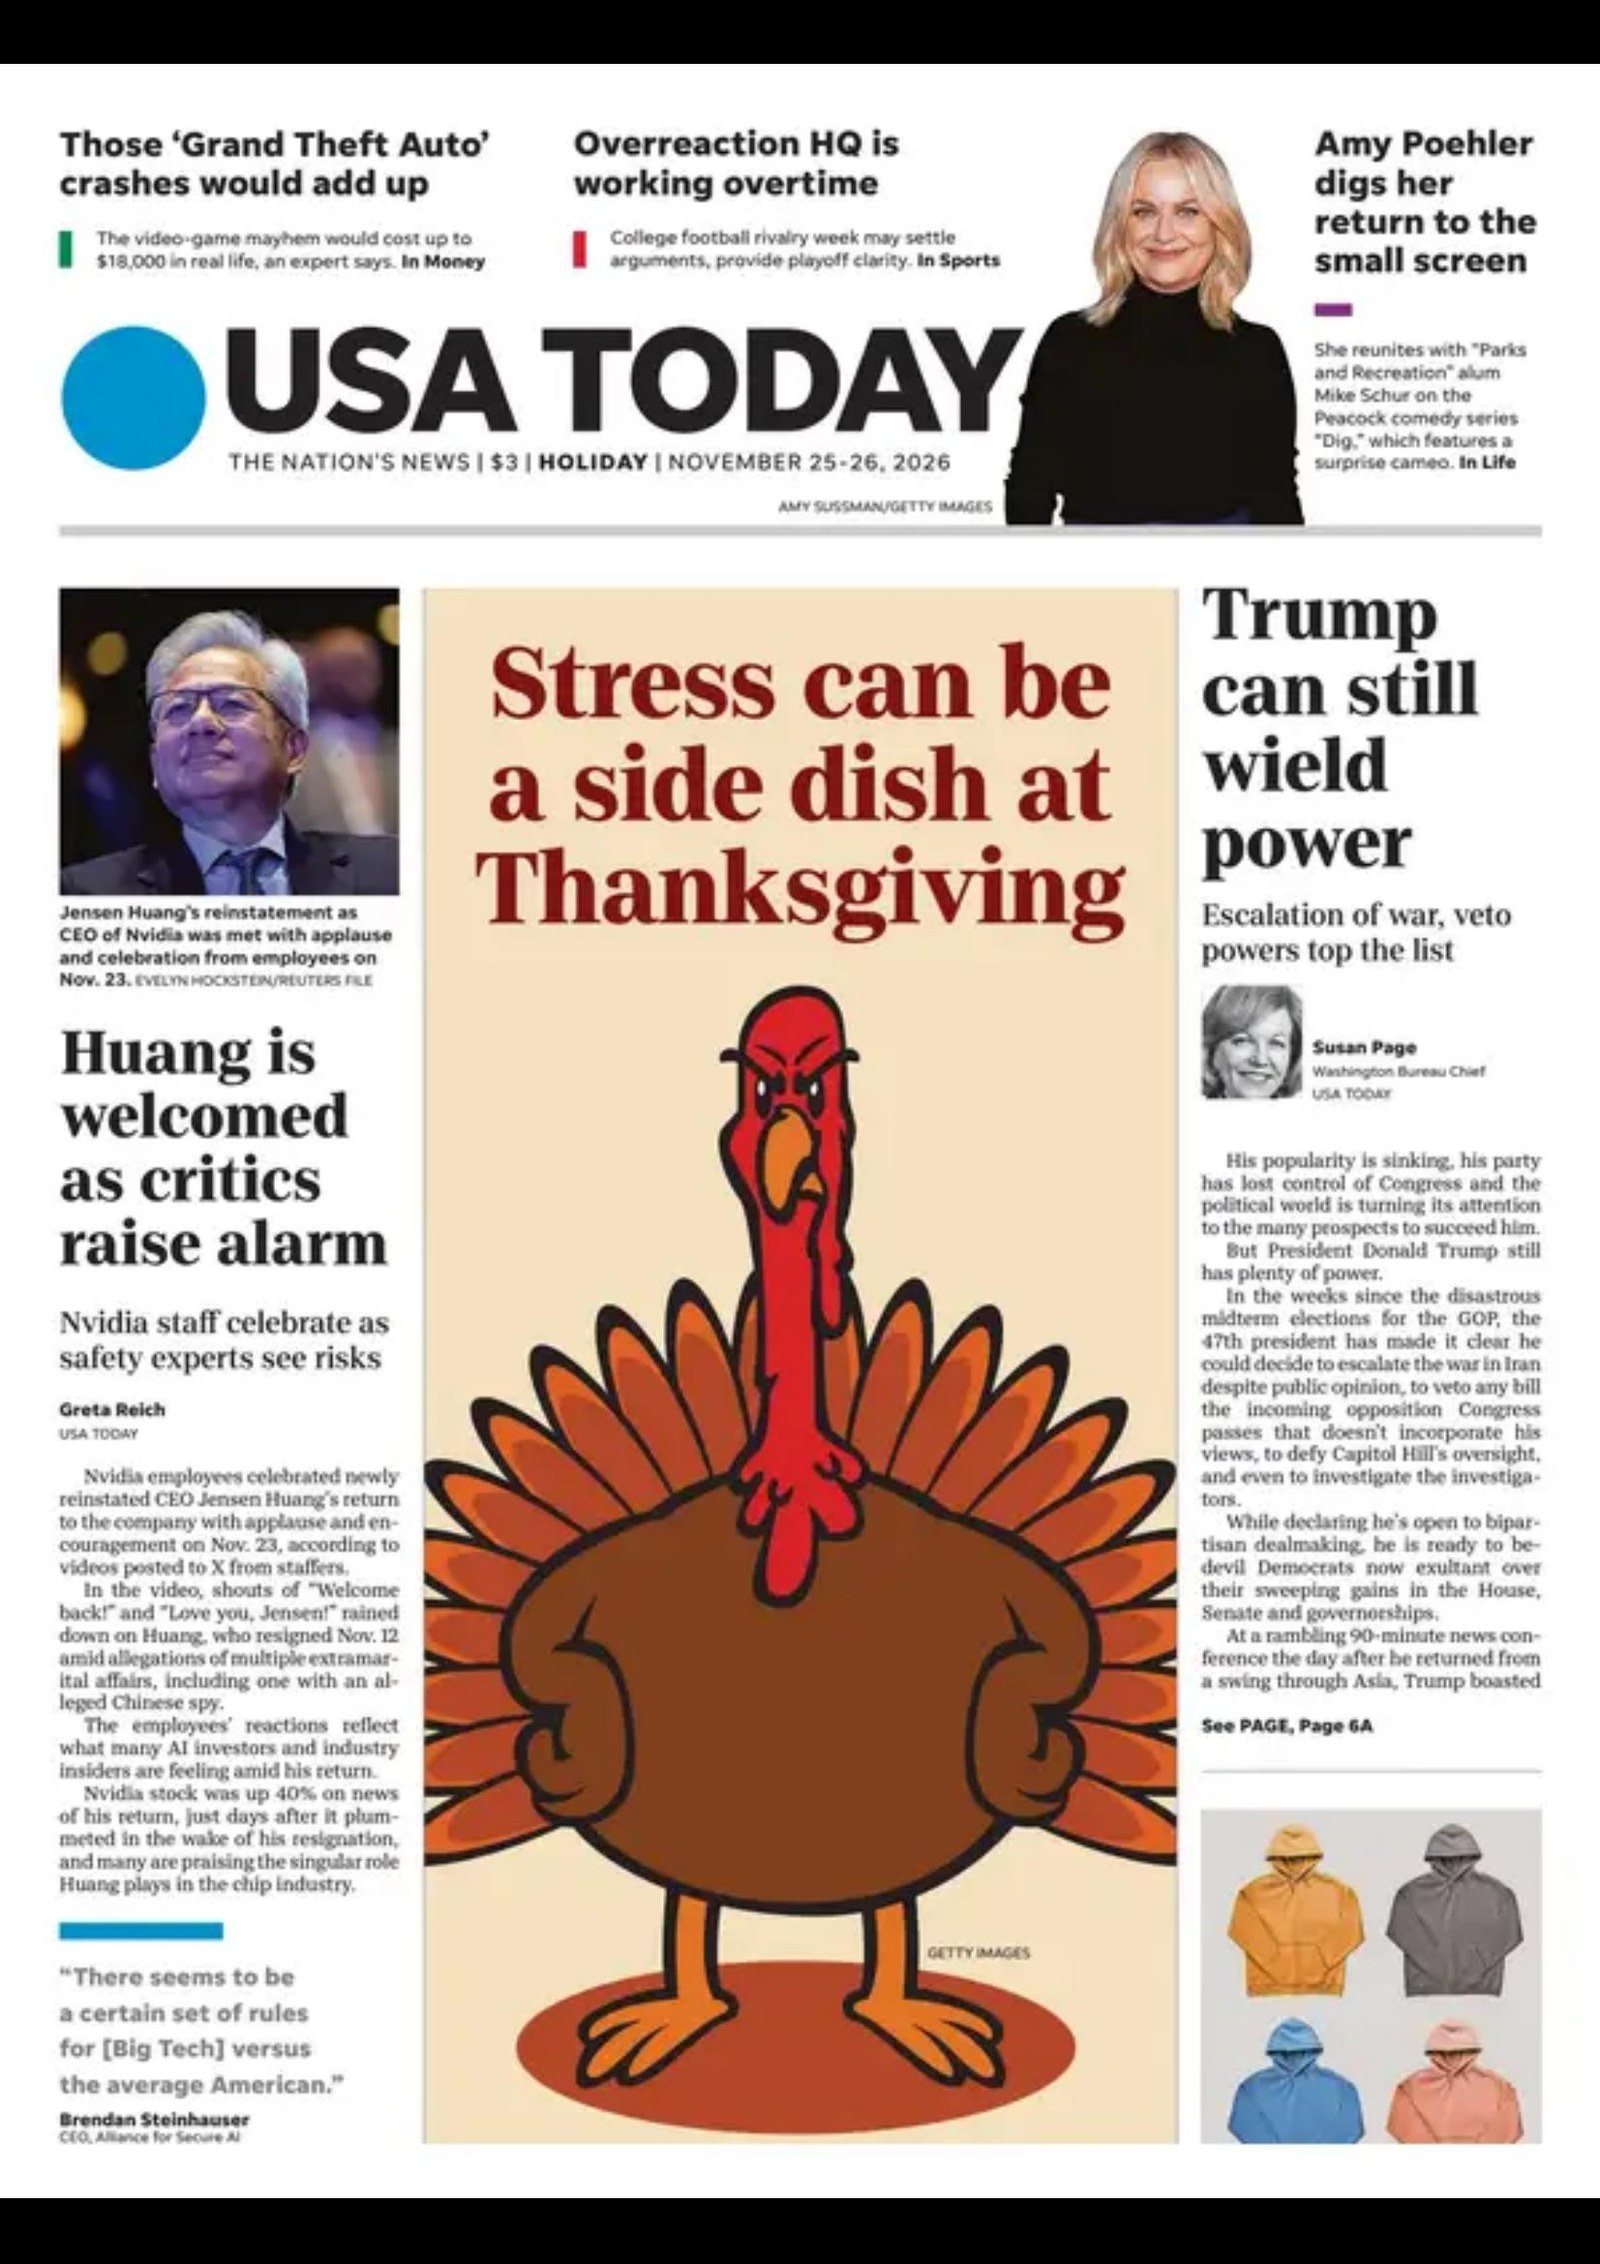 Those ‘Grand Theft Auto’
crashes would add up
The video-game mayhem would cost up to
$18,000 in real life, an expert says. In Money
Overreaction HQ is
working overtime
College football rivalry week may settle
arguments, provide playoff clarity. In Sports
Amy Poehler
digs her
return to the
small screen
She reunites with "Parks
and Recreation" alum
Mike Schur on the
Peacock comedy series
"Dig," which features a
surprise cameo. In Life
USA TODAY
THE NATION'S NEWS | $3 | HOLIDAY | NOVEMBER 25-26, 2026
AMY SUSSMAN/GETTY IMAGES
Jensen Huang's reinstatement as
CEO of Nvidia was met with applause
and celebration from employees on
Nov. 23. EVELYN HOCKSTEIN/REUTERS FILE
Huang is
welcomed
as critics
raise alarm
Nvidia staff celebrate as
safety experts see risks
Greta Reich
USA TODAY
Nvidia employees celebrated newly
reinstated CEO Jensen Huang's return
to the company with applause and en-
couragement on Nov. 23, according to
videos posted to X from staffers.
In the video, shouts of "Welcome
back!" and "Love you, Jensen!" rained
down on Huang, who resigned Nov. 12
amid allegations of multiple extramar-
ital affairs, including one with an al-
leged Chinese spy.
The employees' reactions reflect
what many AI investors and industry
insiders are feeling amid his return.
Nvidia stock was up 40% on news
of his return, just days after it plum-
meted in the wake of his resignation,
and many are praising the singular role
Huang plays in the chip industry.
“There seems to be
a certain set of rules
for [Big Tech] versus
the average American.”
Brendan Steinhauser
CEO, Alliance for Secure AI
Stress can be
a side dish at
Thanksgiving
GETTY IMAGES
Trump
can still
wield
power
Escalation of war, veto
powers top the list
Susan Page
Washington Bureau Chief
USA TODAY
His popularity is sinking, his party
has lost control of Congress and the
political world is turning its attention
to the many prospects to succeed him.
But President Donald Trump still
has plenty of power.
In the weeks since the disastrous
midterm elections for the GOP, the
47th president has made it clear he
could decide to escalate the war in Iran
despite public opinion, to veto any bill
the incoming opposition Congress
passes that doesn't incorporate his
views, to defy Capitol Hill's oversight,
and even to investigate the investiga-
tors.
While declaring he's open to bipar-
tisan dealmaking, he is ready to be-
devil Democrats now exultant over
their sweeping gains in the House,
Senate and governorships.
At a rambling 90-minute news con-
ference the day after he returned from
a swing through Asia, Trump boasted
See PAGE, Page 6A